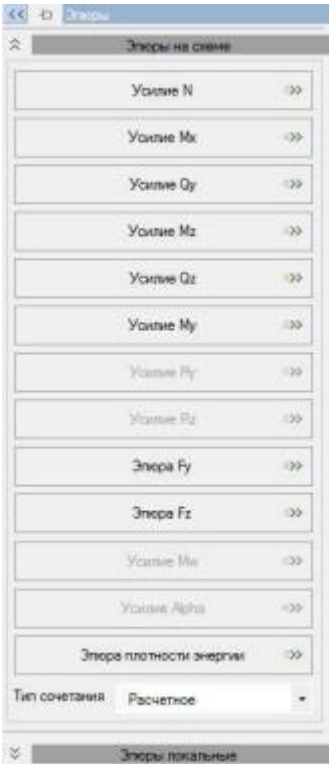 Эпюры
Эпюры на схеме
Усилие N
Усилие Mx
Усилие Qy
Усилие Mz
Усилие Qz
Усилие My
Усилие Ry
Усилие Rz
Эпюра Fy
Эпюра Fz
Усилие Mw
Усилие Alpha
Эпюра плотности энергии
Тип сочетания Расчетное
Эпюры локальные